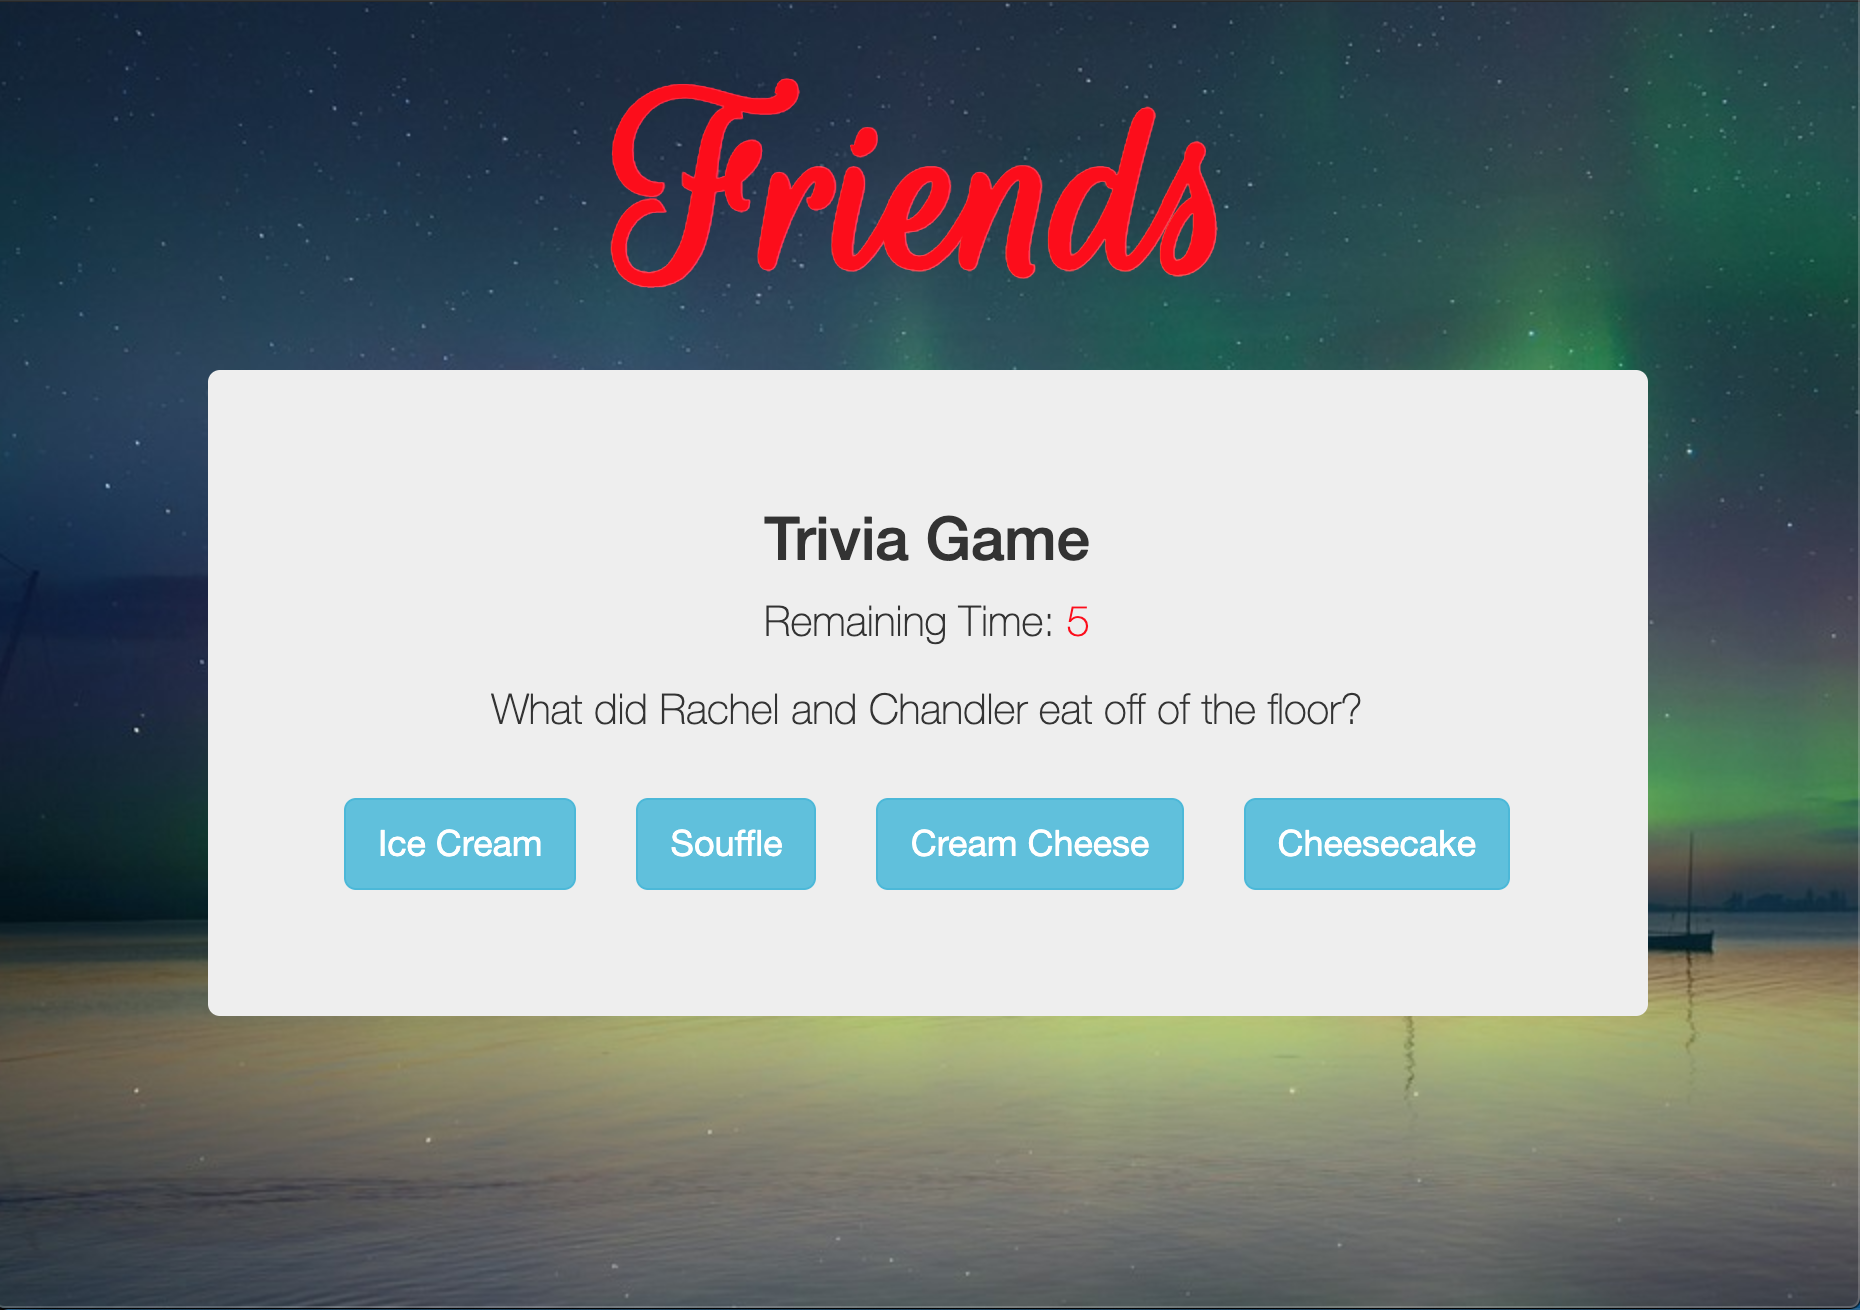 Friends
Trivia Game
Remaining Time: 5
What did Rachel and Chandler eat off of the floor?
Ice Cream Souffle Cream Cheese Cheesecake